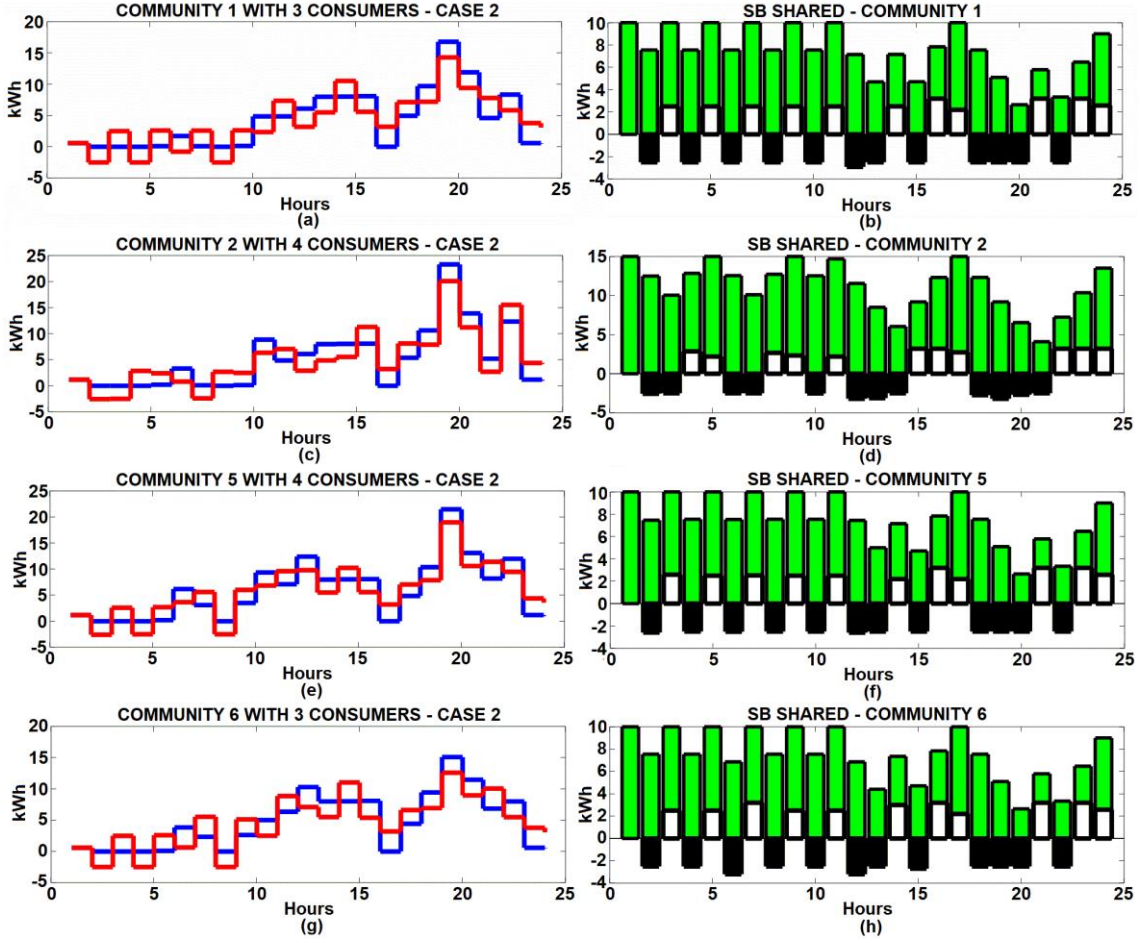 COMMUNITY 1 WITH 3 CONSUMERS - CASE 2
20
15
10
5
0
-5
kWh
0 5 10 15 20 25
Hours
(a)
SB SHARED - COMMUNITY 1
10
8
6
4
2
0
-2
-4
kWh
0 5 10 15 20 25
Hours
(b)
COMMUNITY 2 WITH 4 CONSUMERS - CASE 2
25
20
15
10
5
0
-5
kWh
5 10 15 20 25
Hours
(c)
SB SHARED - COMMUNITY 2
15
10
5
0
-5
kWh
0 5 10 15 20 25
Hours
(d)
COMMUNITY 5 WITH 4 CONSUMERS - CASE 2
25
20
15
10
5
0
-5
kWh
0 5 10 15 20 25
Hours
(e)
SB SHARED - COMMUNITY 5
10
8
6
4
2
0
-2
-4
kWh
0 5 10 15 20 25
Hours
(f)
COMMUNITY 6 WITH 3 CONSUMERS - CASE 2
20
15
10
5
0
-5
kWh
0 5 10 15 20 25
Hours
(g)
SB SHARED - COMMUNITY 6
10
8
6
4
2
0
-2
-4
kWh
0 5 10 15 20 25
Hours
(h)